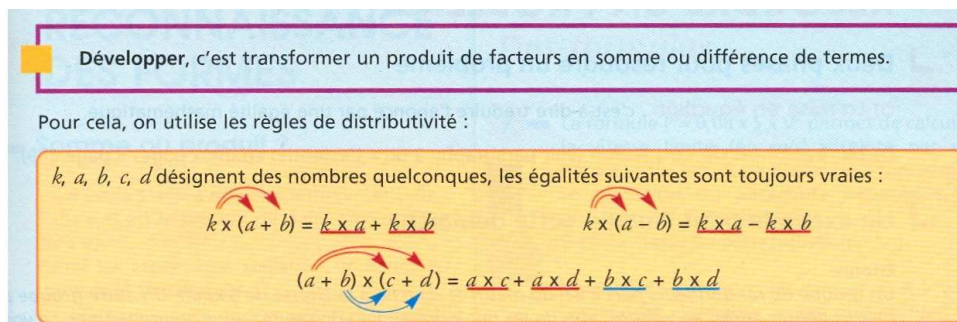 Développer, c'est transformer un produit de facteurs en somme ou différence de termes.
Pour cela, on utilise les règles de distributivité :
k, a, b, c, d désignent des nombres quelconques, les égalités suivantes sont toujours vraies :
k x (a + b) = k x a + k x b
k x (a – b) = k x a – k x b
(a + b) x (c + d) = a x c + a x d + b x c + b x d